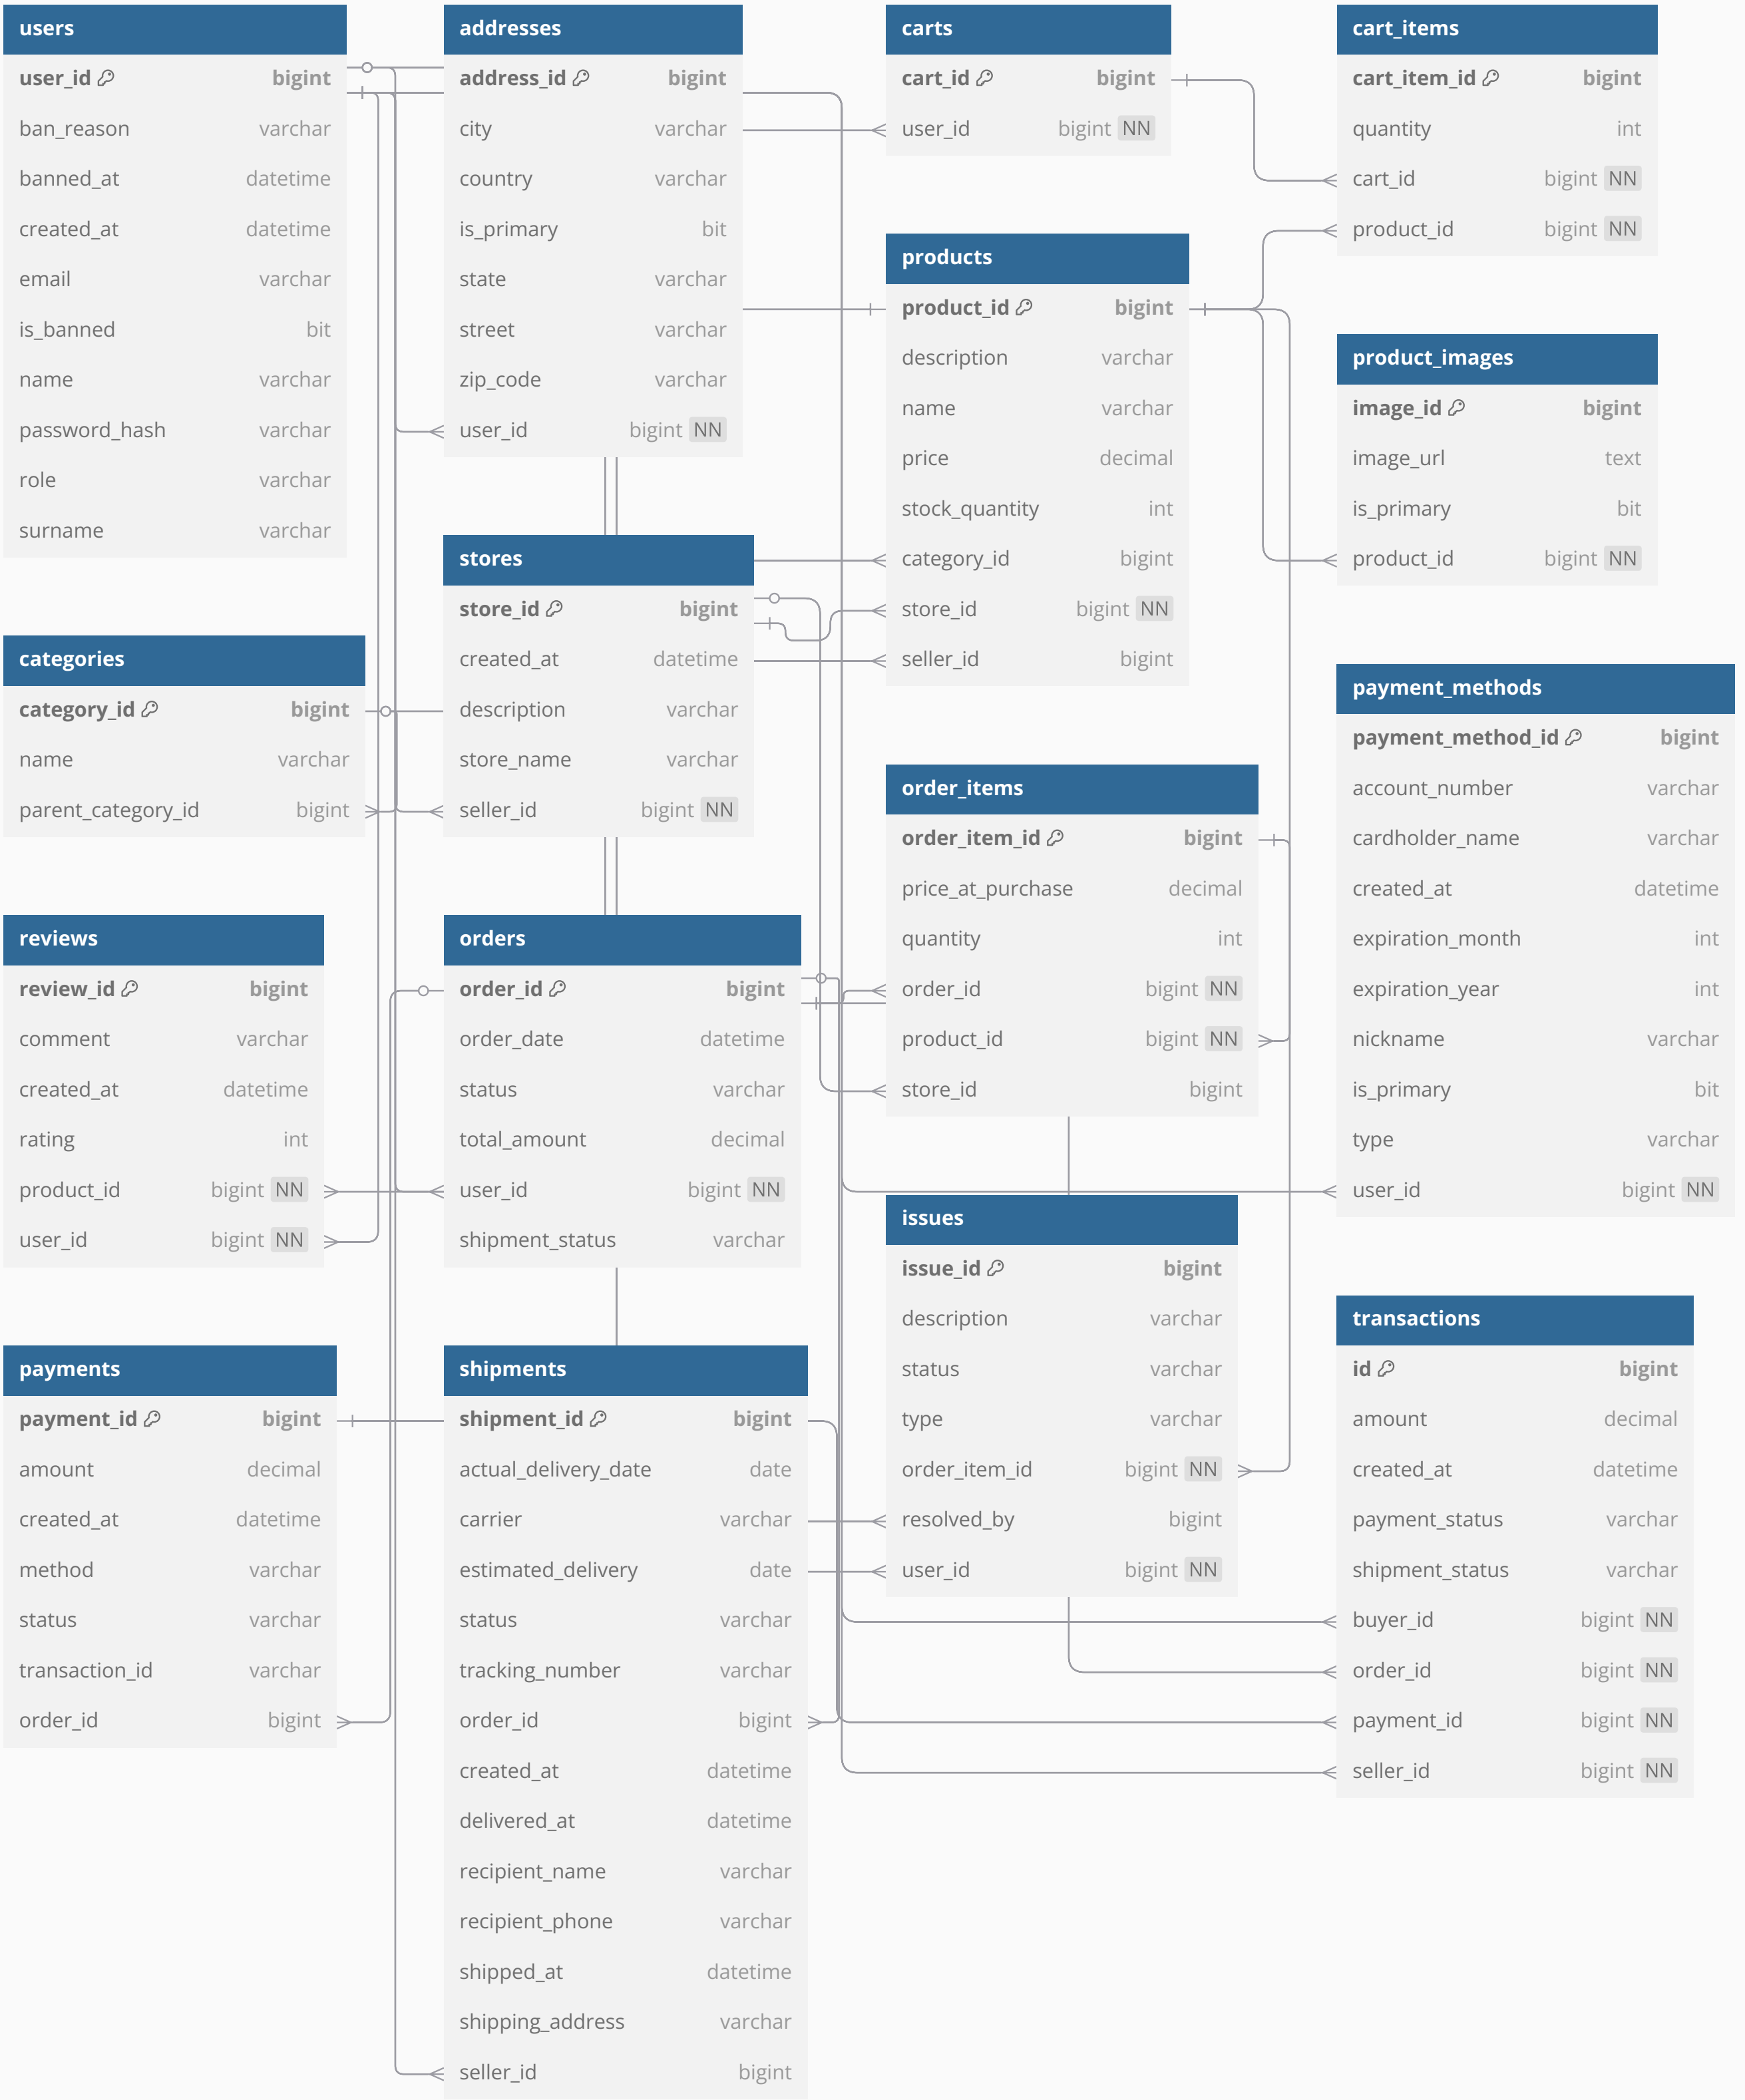 users
user_id bigint
ban_reason varchar
banned_at datetime
created_at datetime
email varchar
is_banned bit
name varchar
password_hash varchar
role varchar
surname varchar
addresses
address_id bigint
city varchar
country varchar
is_primary bit
state varchar
street varchar
zip_code varchar
user_id bigint NN
carts
cart_id bigint
user_id bigint NN
cart_items
cart_item_id bigint
quantity int
cart_id bigint NN
product_id bigint NN
products
product_id bigint
description varchar
name varchar
price decimal
stock_quantity int
category_id bigint
store_id bigint NN
seller_id bigint
product_images
image_id bigint
image_url text
is_primary bit
product_id bigint NN
stores
store_id bigint
created_at datetime
description varchar
store_name varchar
seller_id bigint NN
categories
category_id bigint
name varchar
parent_category_id bigint
payment_methods
payment_method_id bigint
account_number varchar
cardholder_name varchar
created_at datetime
expiration_month int
expiration_year int
nickname varchar
is_primary bit
type varchar
user_id bigint NN
order_items
order_item_id bigint
price_at_purchase decimal
quantity int
order_id bigint NN
product_id bigint NN
store_id bigint
reviews
review_id bigint
comment varchar
created_at datetime
rating int
product_id bigint NN
user_id bigint NN
orders
order_id bigint
order_date datetime
status varchar
total_amount decimal
user_id bigint NN
shipment_status varchar
issues
issue_id bigint
description varchar
status varchar
type varchar
order_item_id bigint NN
resolved_by bigint
user_id bigint NN
transactions
id bigint
amount decimal
created_at datetime
payment_status varchar
shipment_status varchar
buyer_id bigint NN
order_id bigint NN
payment_id bigint NN
seller_id bigint NN
payments
payment_id bigint
amount decimal
created_at datetime
method varchar
status varchar
transaction_id varchar
order_id bigint
shipments
shipment_id bigint
actual_delivery_date date
carrier varchar
estimated_delivery date
status varchar
tracking_number varchar
order_id bigint
created_at datetime
delivered_at datetime
recipient_name varchar
recipient_phone varchar
shipped_at datetime
shipping_address varchar
seller_id bigint